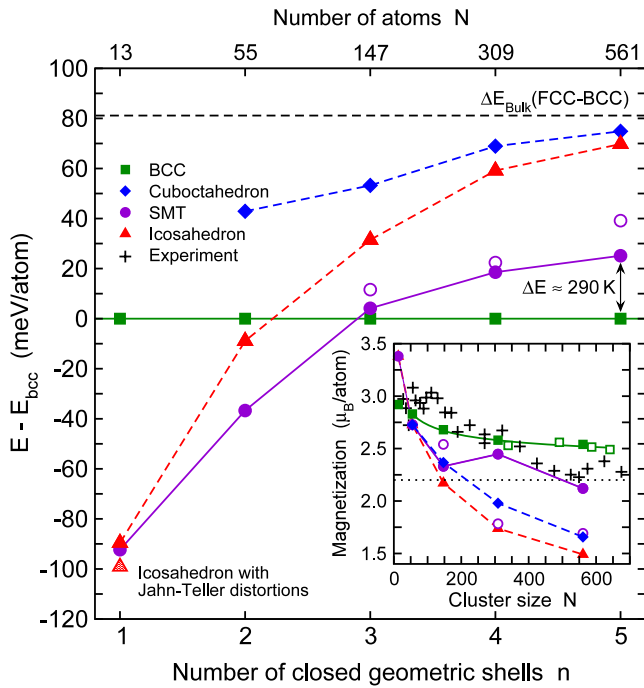 Number of atoms N
13 55 147 309 561
100
80
60
40
20
0
-20
-40
-60
-80
-100
-120
E - E_bcc (meV/atom)
ΔE_Bulk(FCC-BCC)
BCC
Cuboctahedron
SMT
Icosahedron
Experiment
ΔE ≈ 290 K
Icosahedron with
Jahn-Teller distortions
3.5
3.0
2.5
2.0
1.5
Magnetization (μ_B/atom)
0 200 400 600
Cluster size N
1 2 3 4 5
Number of closed geometric shells n